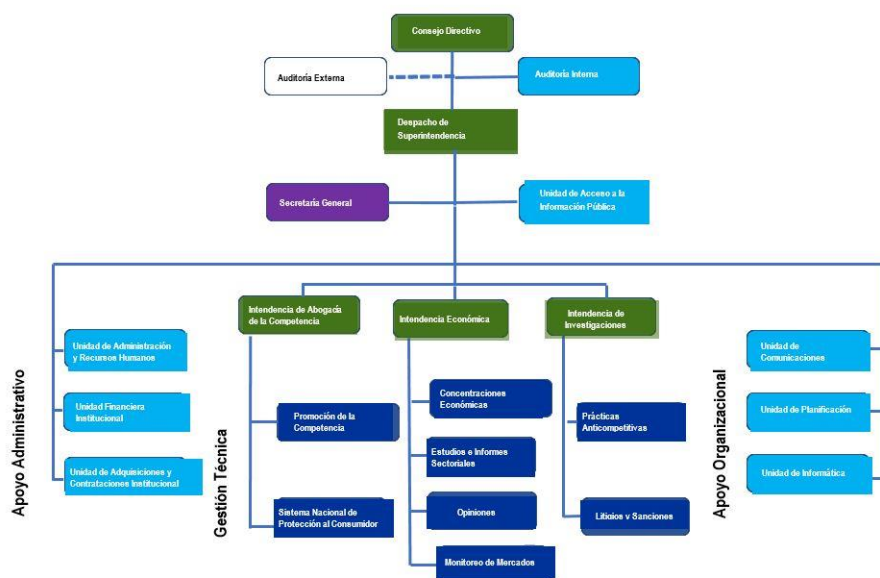 Consejo Directivo
Auditoría Externa
Auditoría Interna
Despacho de
Superintendencia
Secretaría General
Unidad de Acceso a la
Información Pública
Apoyo Administrativo
Unidad de Administración
y Recursos Humanos
Unidad Financiera
Institucional
Unidad de Adquisiciones y
Contrataciones Institucional
Gestión Técnica
Intendencia de Abogacía
de la Competencia
Promoción de la
Competencia
Sistema Nacional de
Protección al Consumidor
Intendencia Económica
Concentraciones
Económicas
Estudios e Informes
Sectoriales
Opiniones
Monitoreo de Mercados
Intendencia de
Investigaciones
Prácticas
Anticompetitivas
Litigios y Sanciones
Apoyo Organizacional
Unidad de
Comunicaciones
Unidad de Planificación
Unidad de Informàtica